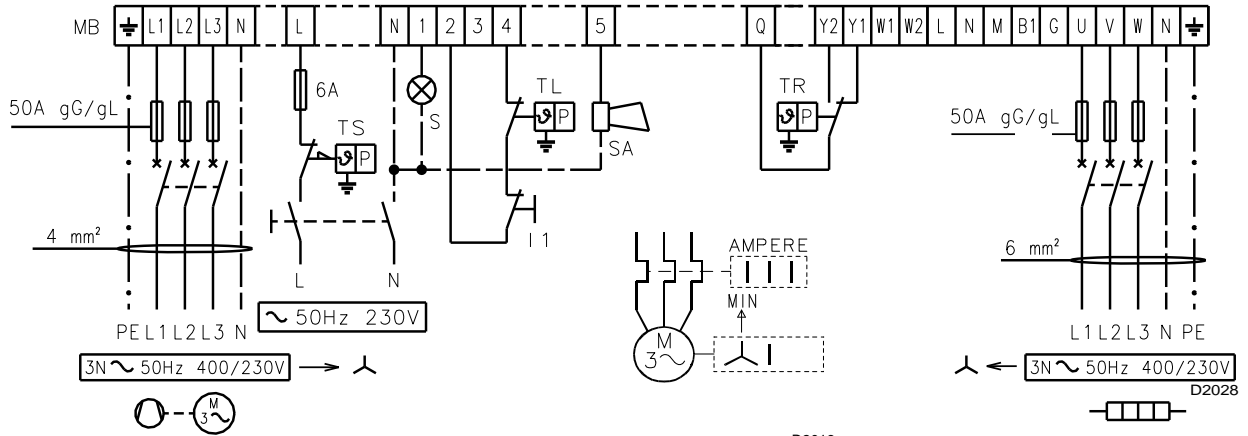 MB L1 L2 L3 N L N 1 2 3 4 5 Q Y2 Y1 W1 W2 L N M B1 G U V W N
50A gG/gL
6A
TS
ϑ P
S
TL
ϑ P
SA
TR
ϑ P
50A gG/gL
4 mm²
I1
6 mm²
L N
AMPERE
MIN
M
3~
~ 50Hz 230V
PE L1 L2 L3 N
L1 L2 L3 N PE
3N ~ 50Hz 400/230V
3N ~ 50Hz 400/230V
D2028
M
3~